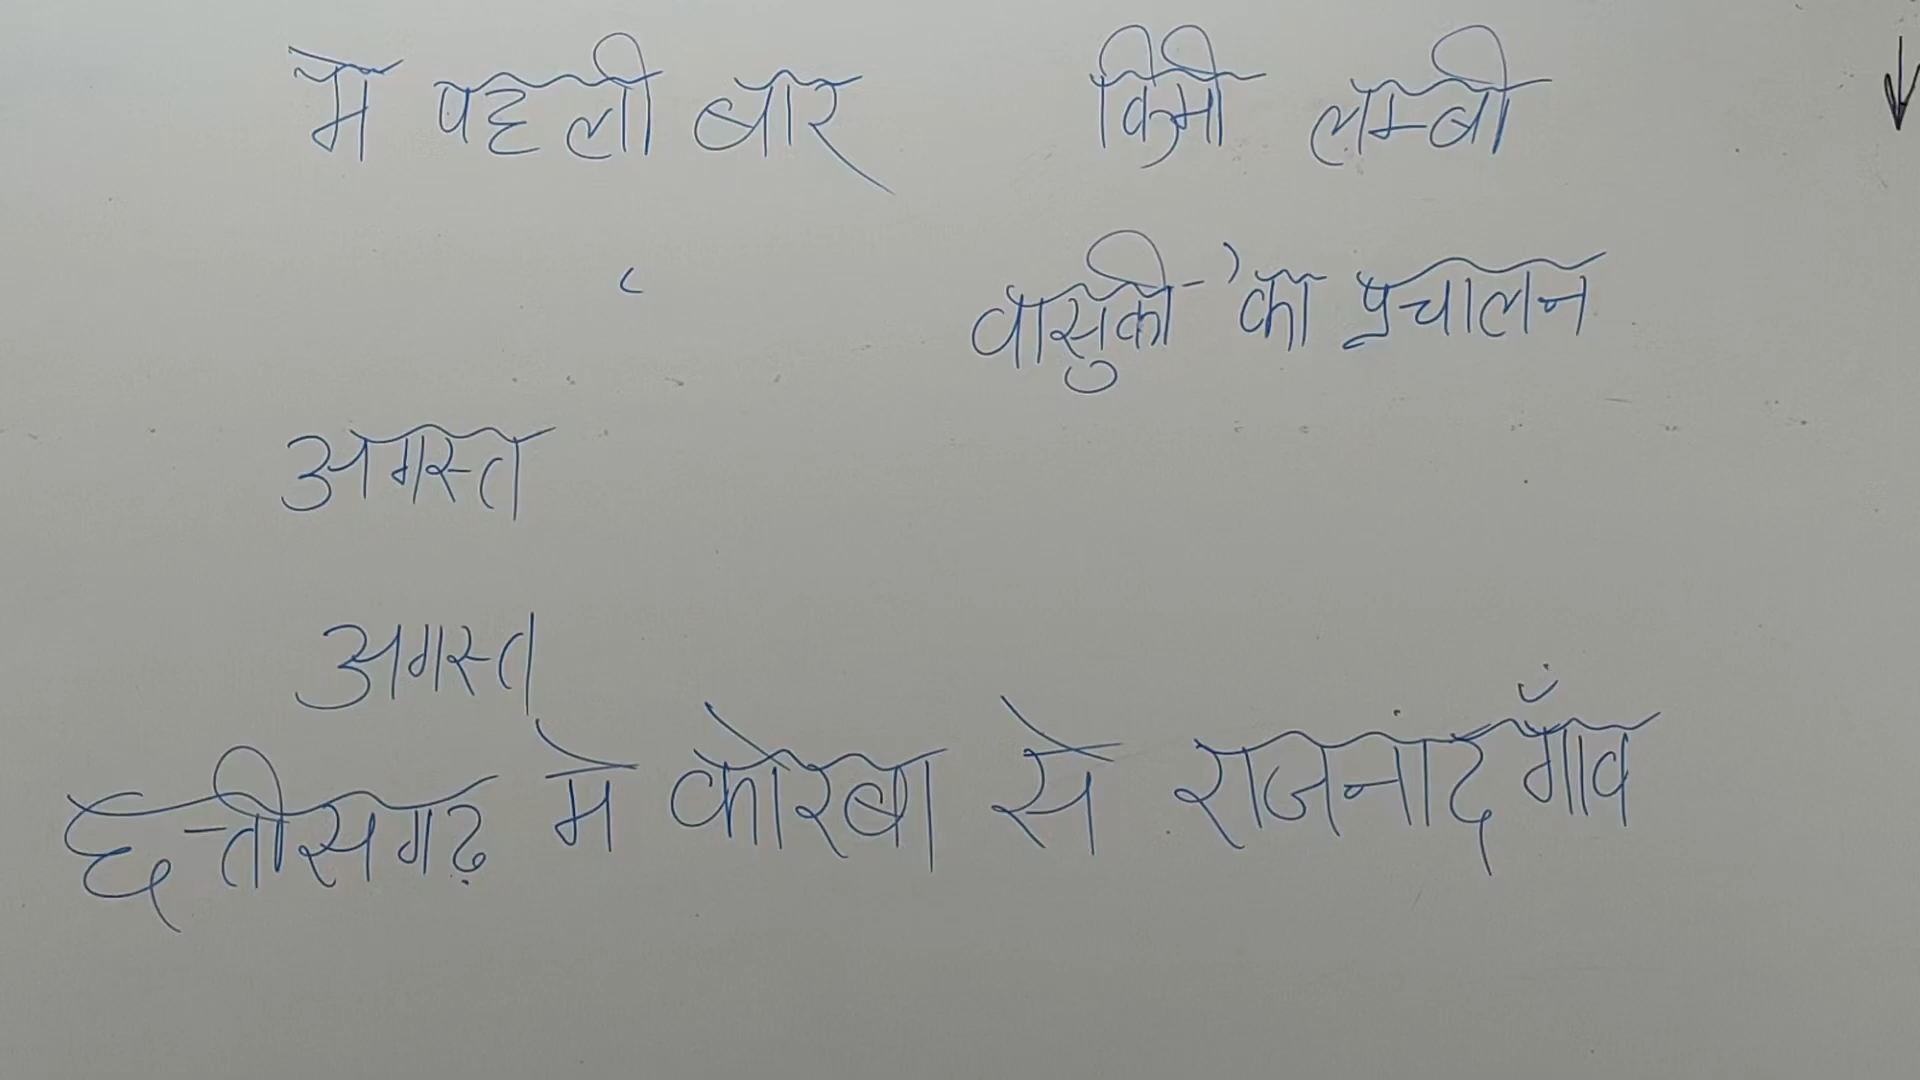 में पहली बार किमी लम्बी
‘ वासुकी-’ का प्रचालन
अगस्त
अगस्त
छत्तीसगढ़ मे कोरबा से राजनांदगाँव